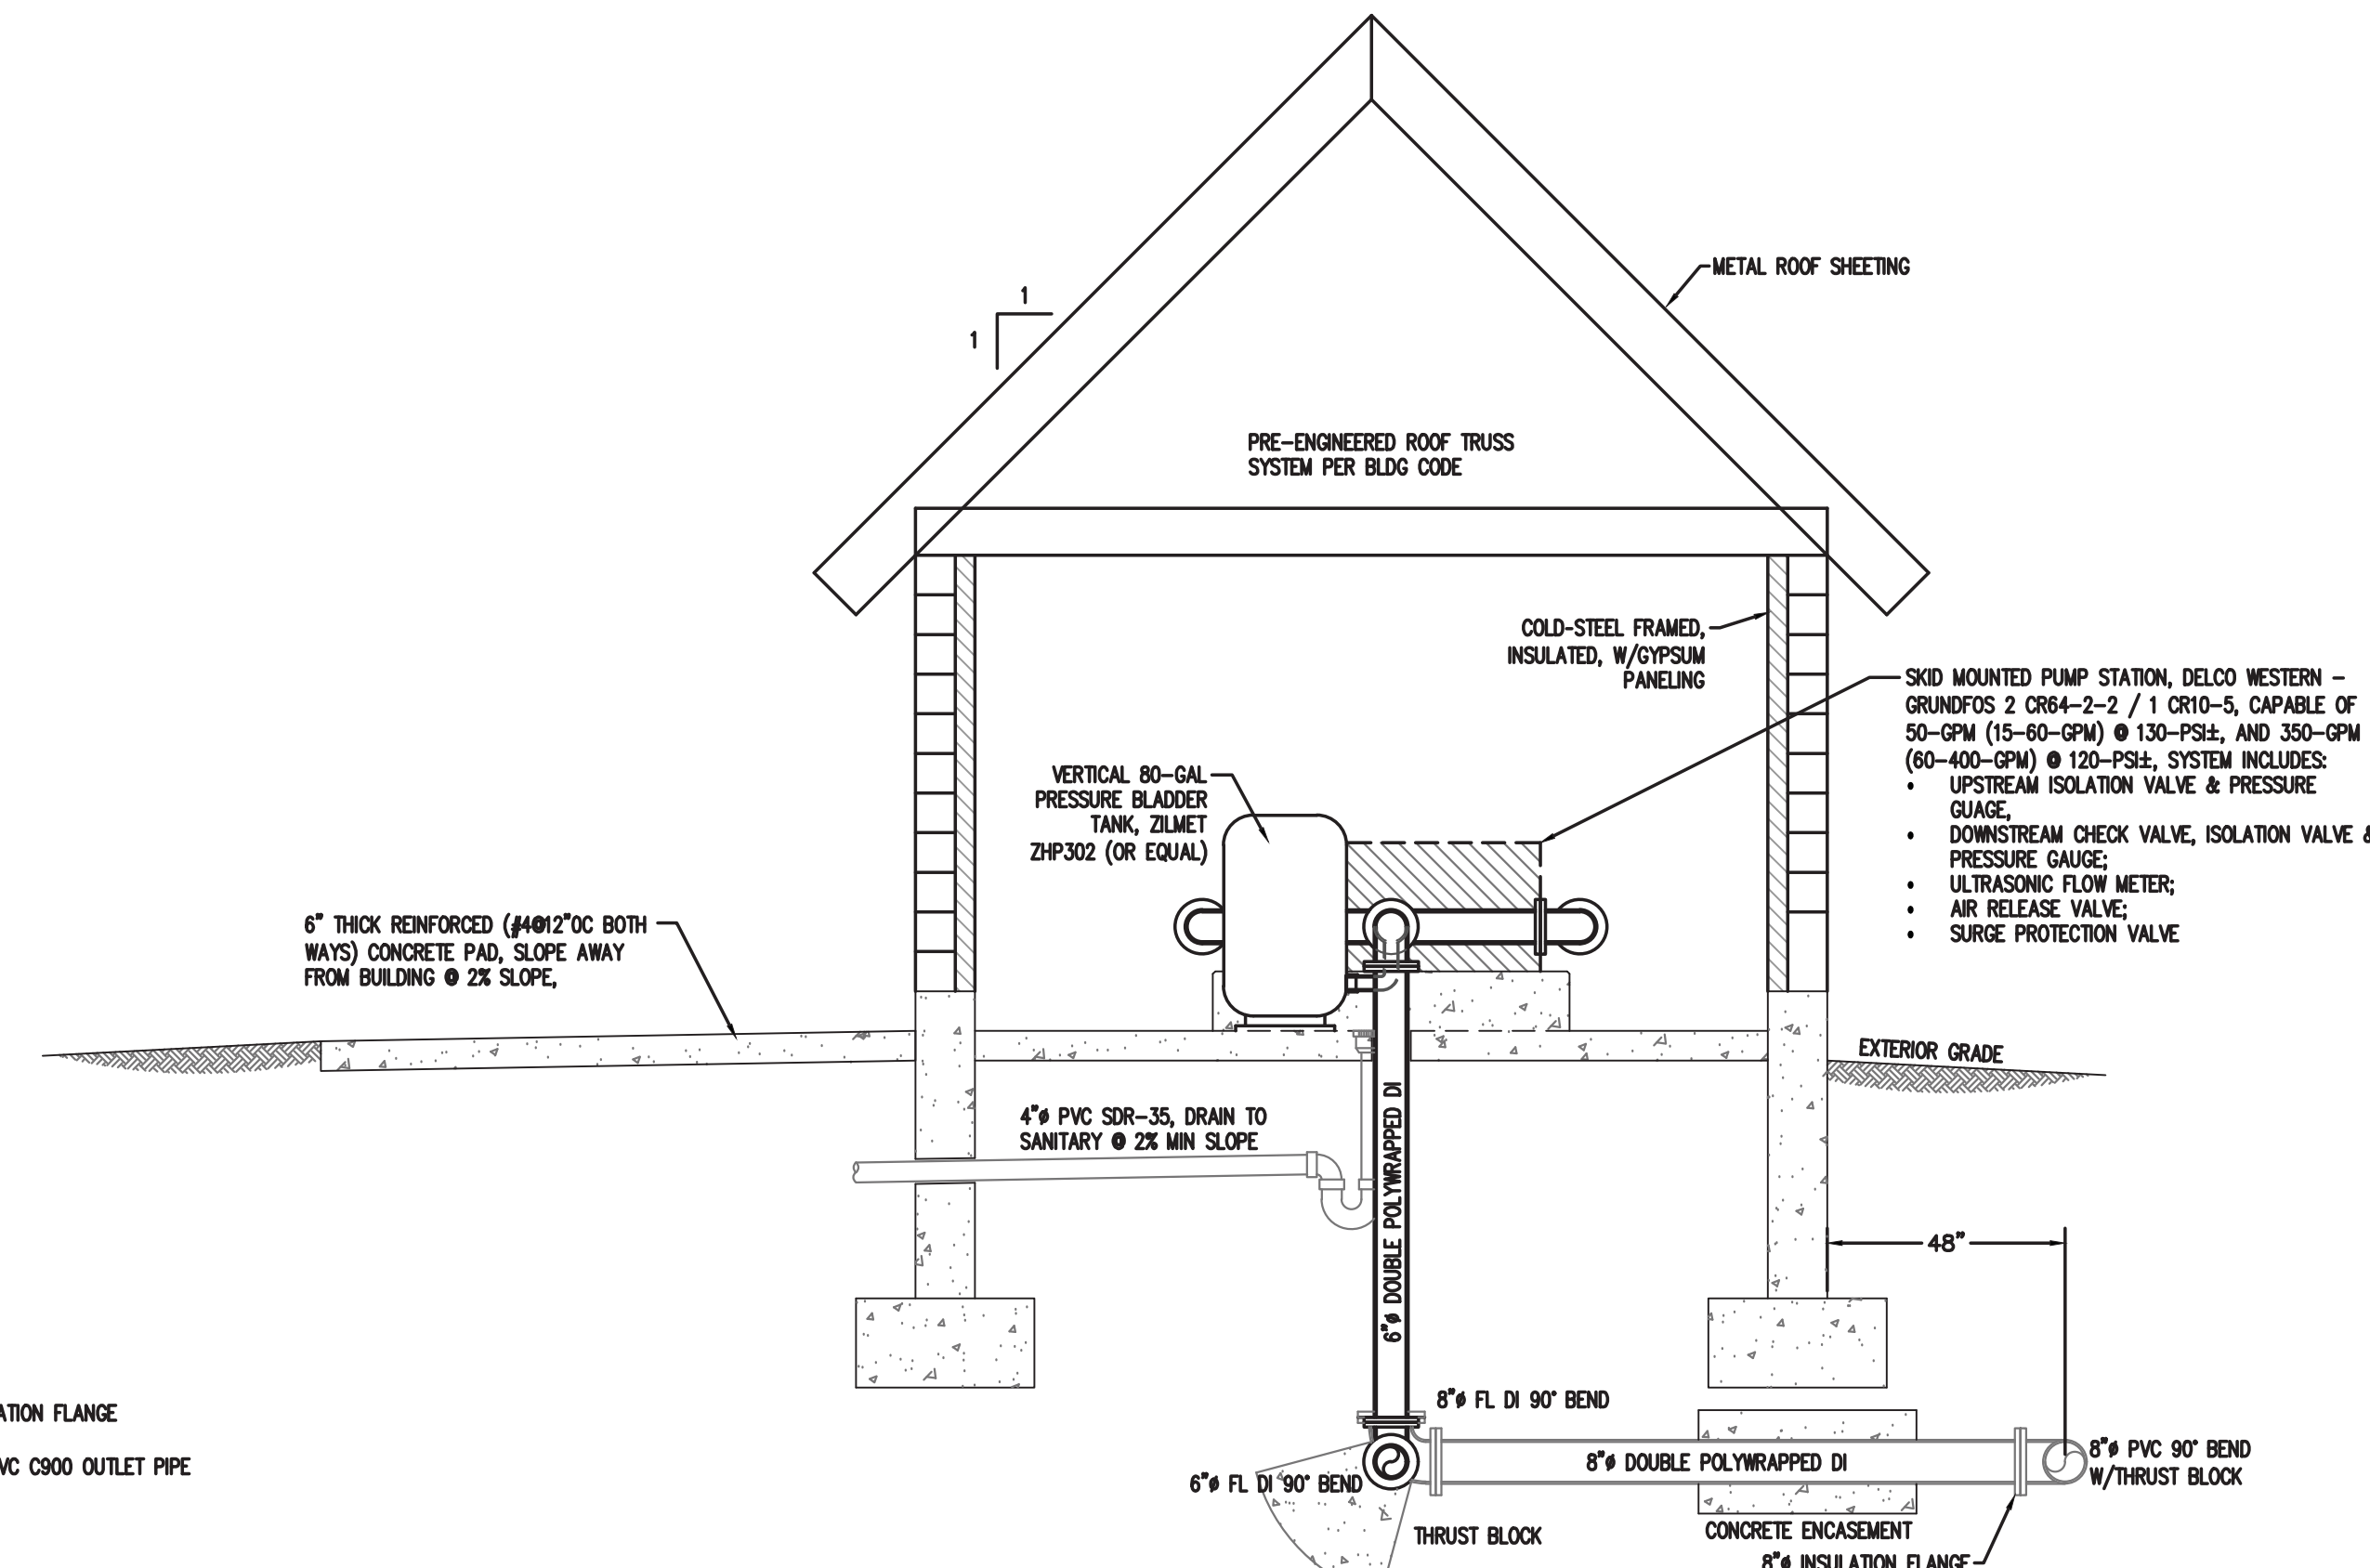 METAL ROOF SHEETING
1
1
PRE-ENGINEERED ROOF TRUSS
SYSTEM PER BLDG CODE
COLD-STEEL FRAMED,
INSULATED, W/GYPSUM
PANELING
SKID MOUNTED PUMP STATION, DELCO WESTERN -
GRUNDFOS 2 CR64-2-2 / 1 CR10-5, CAPABLE OF
50-GPM (15-60-GPM) @ 130-PSI±, AND 350-GPM
(60-400-GPM) @ 120-PSI±, SYSTEM INCLUDES:
• UPSTREAM ISOLATION VALVE & PRESSURE
GUAGE,
• DOWNSTREAM CHECK VALVE, ISOLATION VALVE &
PRESSURE GAUGE;
• ULTRASONIC FLOW METER;
• AIR RELEASE VALVE;
• SURGE PROTECTION VALVE
VERTICAL 80-GAL
PRESSURE BLADDER
TANK, ZILMET
ZHP302 (OR EQUAL)
6" THICK REINFORCED (#4@12"OC BOTH
WAYS) CONCRETE PAD, SLOPE AWAY
FROM BUILDING @ 2% SLOPE,
EXTERIOR GRADE
4"ø PVC SDR-35, DRAIN TO
SANITARY @ 2% MIN SLOPE
6"ø DOUBLE POLYWRAPPED DI
48"
8"ø FL DI 90° BEND
ATION FLANGE
8"ø DOUBLE POLYWRAPPED DI
8"ø PVC 90° BEND
W/THRUST BLOCK
VC C900 OUTLET PIPE
6"ø FL DI 90° BEND
THRUST BLOCK
CONCRETE ENCASEMENT
8"ø INSULATION FLANGE